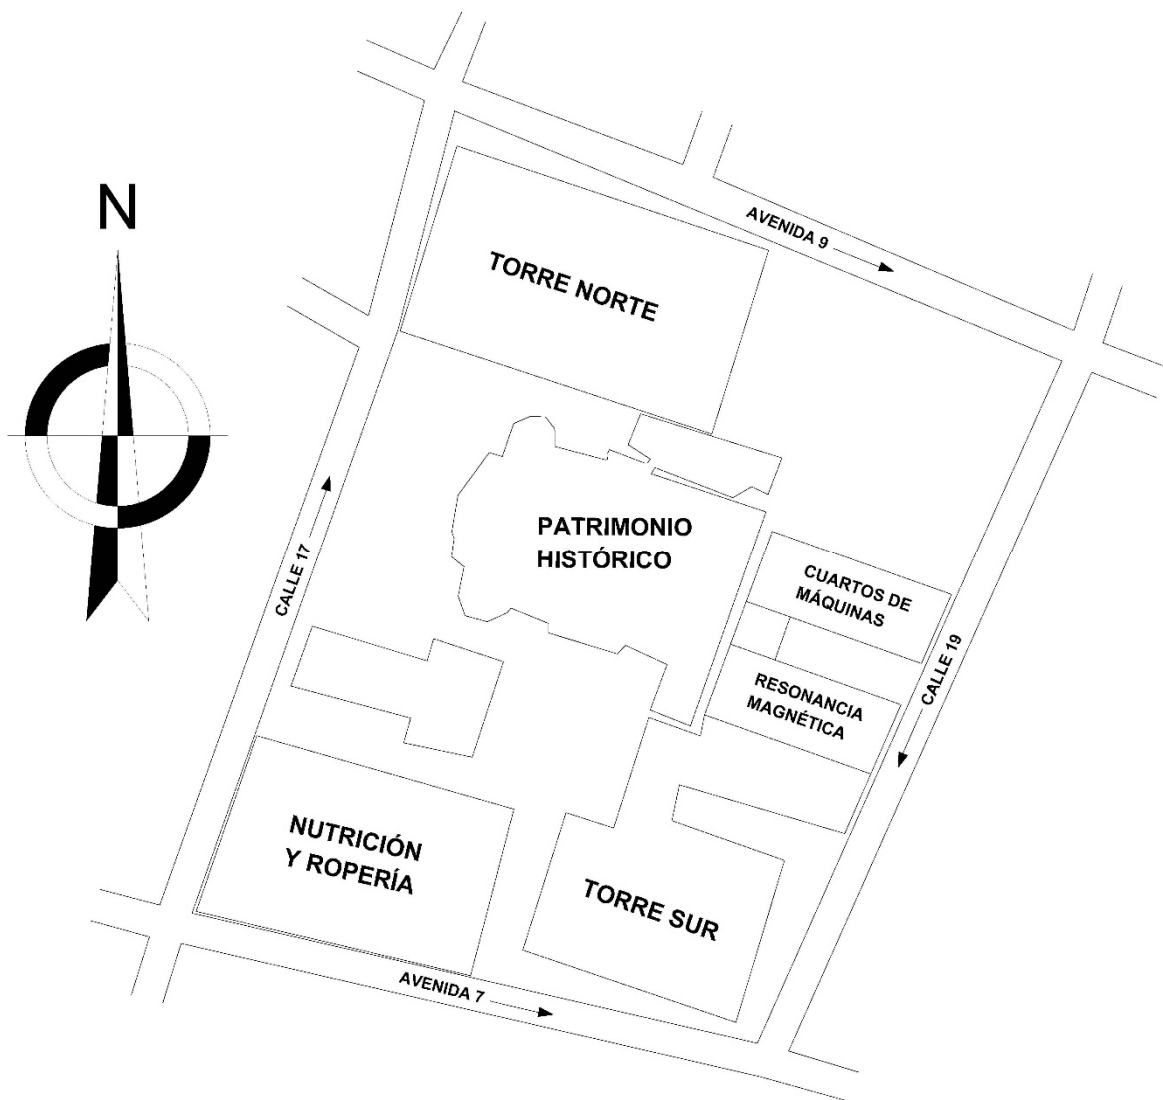 N
AVENIDA 9
TORRE NORTE
PATRIMONIO
HISTÓRICO
CALLE 17
CUARTOS DE
MÁQUINAS
CALLE 19
RESONANCIA
MAGNÉTICA
NUTRICIÓN
Y ROPERÍA
TORRE SUR
AVENIDA 7